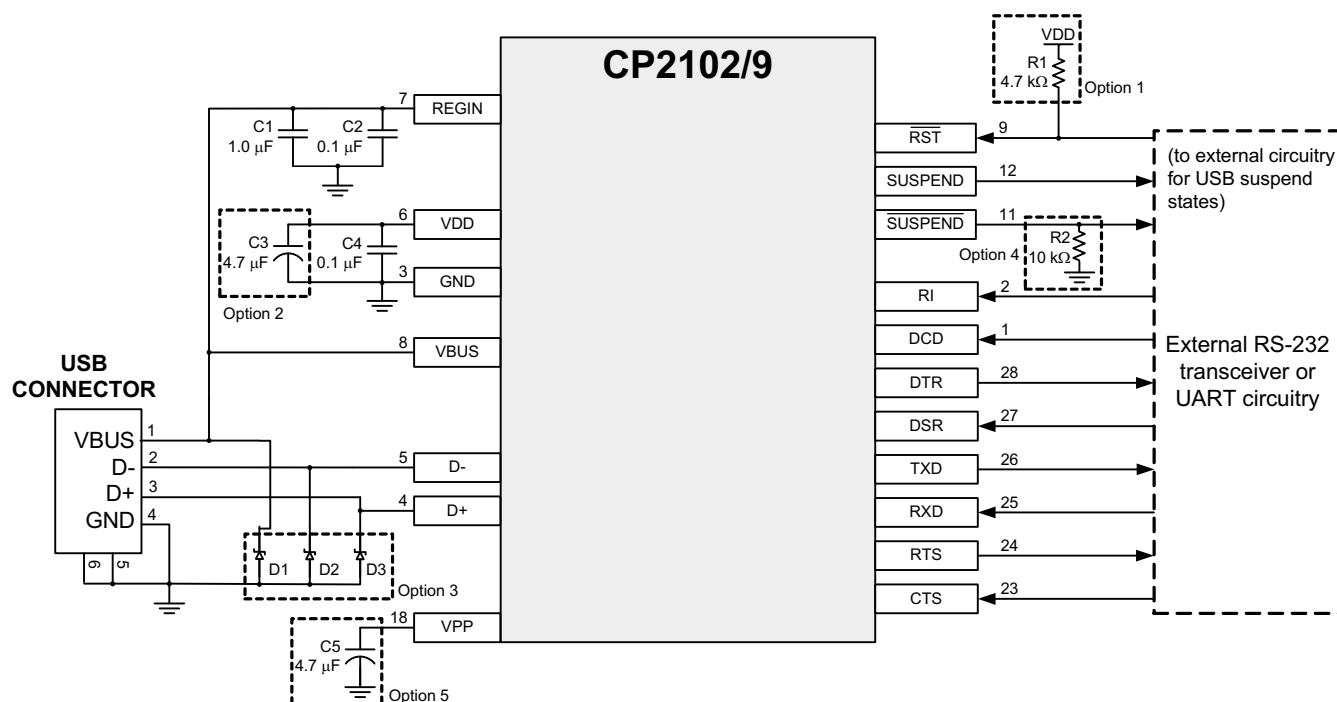 CP2102/9
VDD
R1
4.7 kΩ
Option 1
7
REGIN
C1
1.0 μF
C2
0.1 μF
RST
9
(to external circuitry
for USB suspend
states)
SUSPEND
12
SUSPEND
11
R2
10 kΩ
Option 4
6
VDD
C3
4.7 μF
C4
0.1 μF
3
GND
Option 2
RI
2
DCD
1
8
VBUS
External RS-232
transceiver or
UART circuitry
USB
CONNECTOR
DTR
28
DSR
27
VBUS
1
D-
2
D+
3
GND
4
6
5
5
D-
4
D+
TXD
26
RXD
25
RTS
24
CTS
23
D1
D2
D3
Option 3
18
VPP
C5
4.7 μF
Option 5